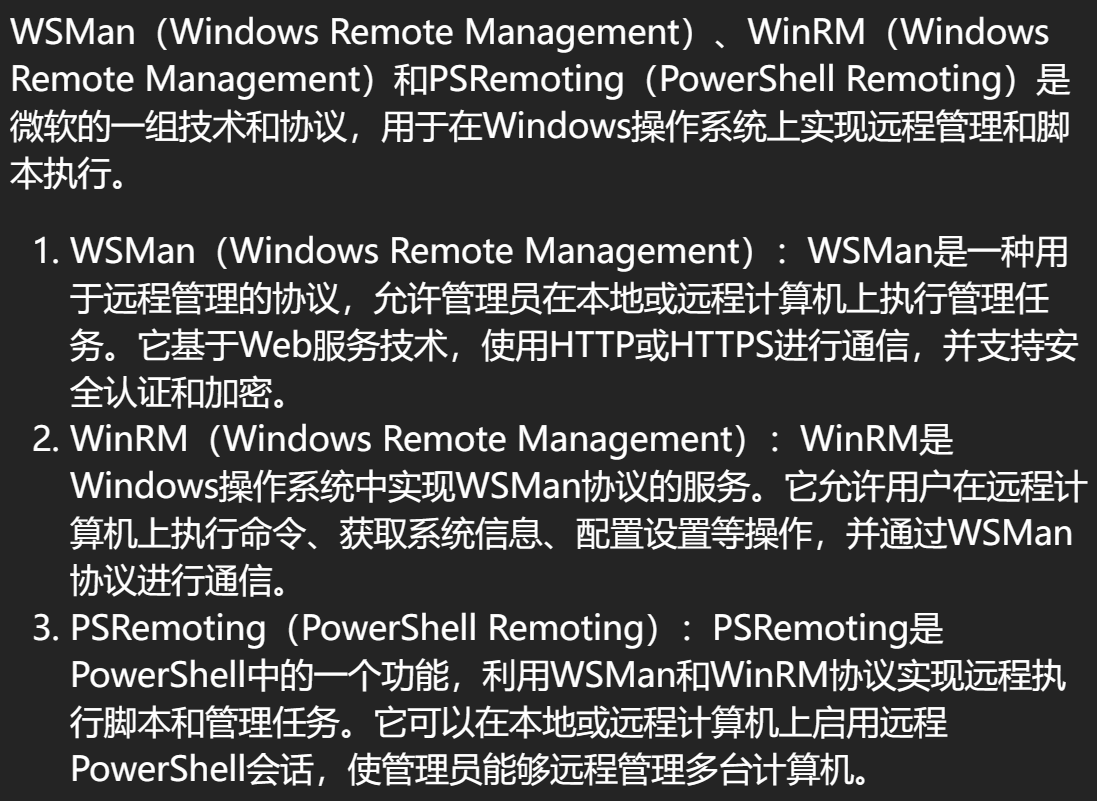 WSMan（Windows Remote Management）、WinRM（Windows
Remote Management）和PSRemoting（PowerShell Remoting）是
微软的一组技术和协议，用于在Windows操作系统上实现远程管理和脚
本执行。
1. WSMan（Windows Remote Management）：WSMan是一种用
于远程管理的协议，允许管理员在本地或远程计算机上执行管理任
务。它基于Web服务技术，使用HTTP或HTTPS进行通信，并支持安
全认证和加密。
2. WinRM（Windows Remote Management）：WinRM是
Windows操作系统中实现WSMan协议的服务。它允许用户在远程计
算机上执行命令、获取系统信息、配置设置等操作，并通过WSMan
协议进行通信。
3. PSRemoting（PowerShell Remoting）：PSRemoting是
PowerShell中的一个功能，利用WSMan和WinRM协议实现远程执
行脚本和管理任务。它可以在本地或远程计算机上启用远程
PowerShell会话，使管理员能够远程管理多台计算机。